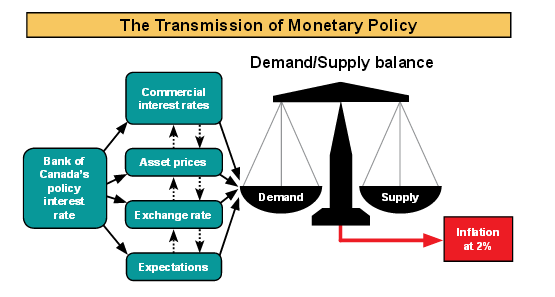 The Transmission of Monetary Policy
Demand/Supply balance
Commercial
interest rates
Bank of
Canada's
policy
interest
rate
Asset prices
Exchange rate
Expectations
Demand
Supply
Inflation
at 2%